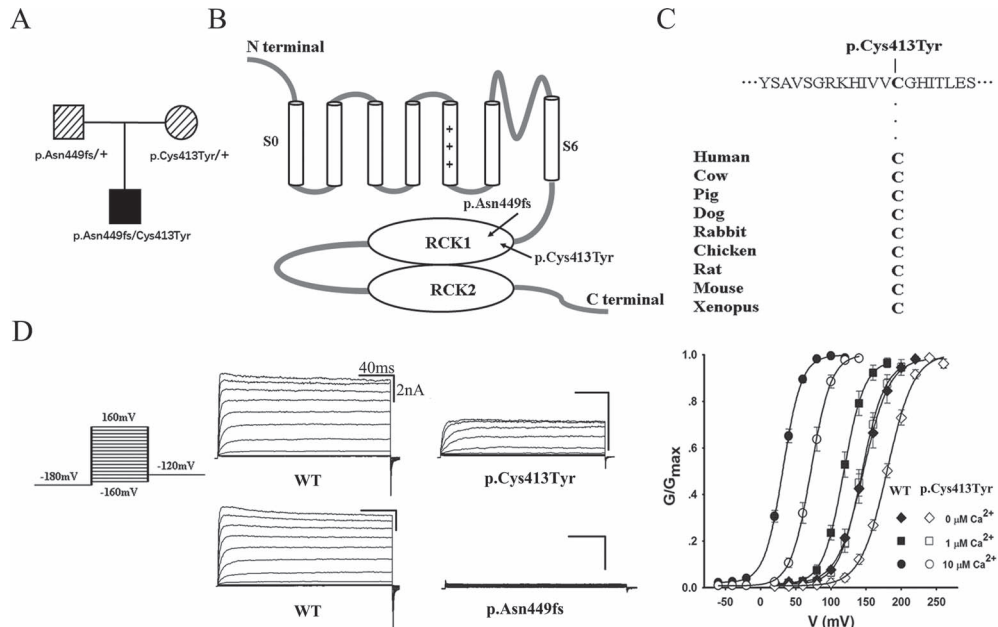 A
p.Asn449fs/+
p.Cys413Tyr/+
p.Asn449fs/Cys413Tyr
B
N terminal
S0
+
+
+
S6
p.Asn449fs
RCK1
p.Cys413Tyr
RCK2
C terminal
C
p.Cys413Tyr
···YSAVSGRKHIVVCGHITLES···
Human C
Cow C
Pig C
Dog C
Rabbit C
Chicken C
Rat C
Mouse C
Xenopus C
D
160mV
-180mV
-120mV
-160mV
40ms
2nA
WT
p.Cys413Tyr
WT
p.Asn449fs
G/Gmax
1.0
.8
.6
.4
.2
0
-50 0 50 100 150 200 250
V (mV)
WT p.Cys413Tyr
0 µM Ca2+
1 µM Ca2+
10 µM Ca2+